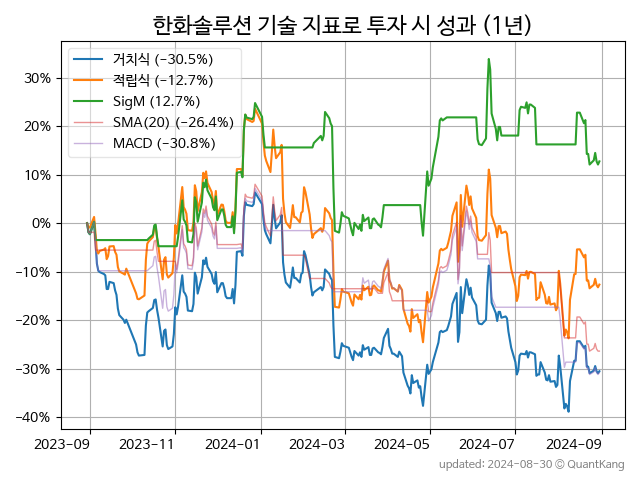 한화솔루션 기술 지표로 투자 시 성과 (1년)
거치식 (−30.5%)
적립식 (−12.7%)
SigM (12.7%)
SMA(20) (−26.4%)
MACD (−30.8%)
30%
20%
10%
0%
−10%
−20%
−30%
−40%
2023-09 2023-11 2024-01 2024-03 2024-05 2024-07 2024-09
updated: 2024-08-30 © QuantKang